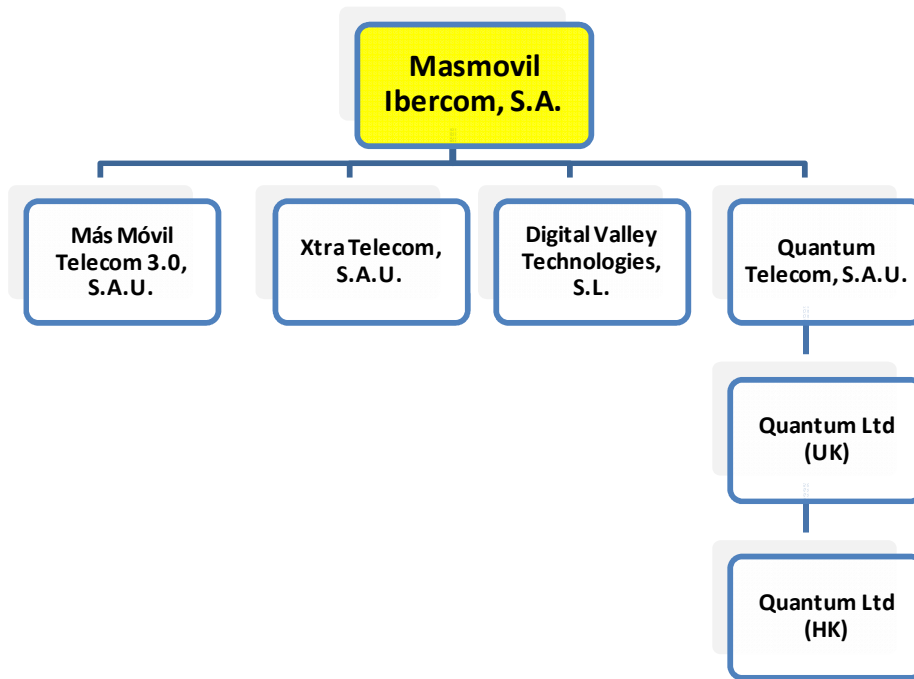 Masmovil
Ibercom, S.A.
Más Móvil
Telecom 3.0,
S.A.U.
Xtra Telecom,
S.A.U.
Digital Valley
Technologies,
S.L.
Quantum
Telecom, S.A.U.
Quantum Ltd
(UK)
Quantum Ltd
(HK)